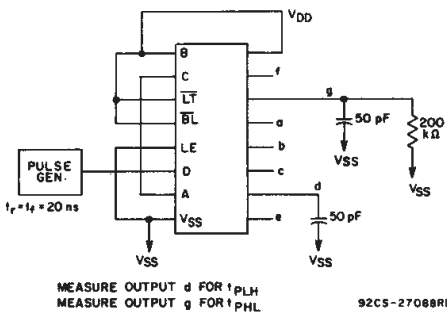 VDD
B
C
LT
BL
LE
D
A
VSS
f
g
a
b
c
d
e
50 pF
VSS
200
kΩ
VSS
50 pF
VSS
PULSE
GEN.
tr = tf = 20 ns
VSS
MEASURE OUTPUT d FOR tPLH
MEASURE OUTPUT g FOR tPHL
92CS-27088RI